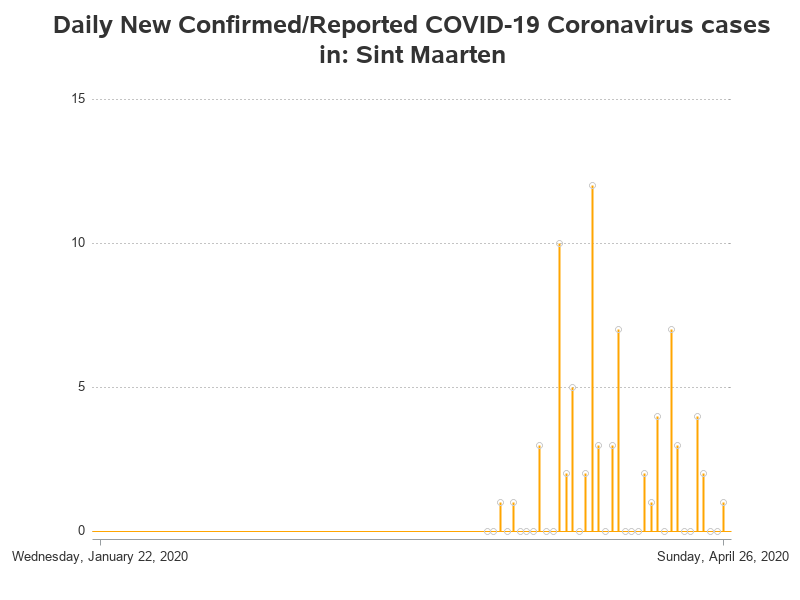 Daily New Confirmed/Reported COVID-19 Coronavirus cases
in: Sint Maarten
15
10
5
0
Wednesday, January 22, 2020
Sunday, April 26, 2020